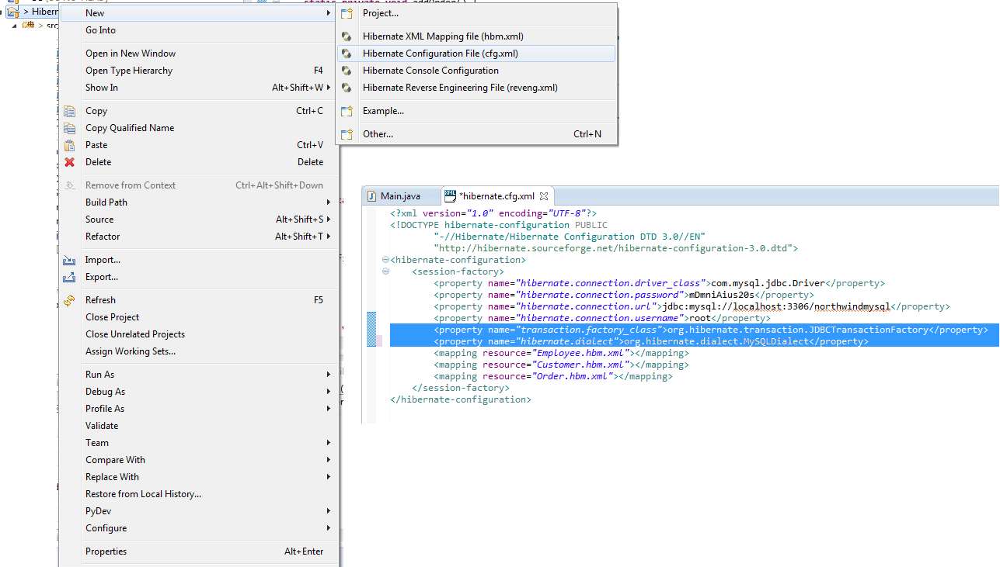 static private void addOrder() {
> Hibern
New
Go Into
Open in New Window
Open Type Hierarchy F4
Show In Alt+Shift+W
Copy Ctrl+C
Copy Qualified Name
Paste Ctrl+V
Delete Delete
Remove from Context Ctrl+Alt+Shift+Down
Build Path
Source Alt+Shift+S
Refactor Alt+Shift+T
Import...
Export...
Refresh F5
Close Project
Close Unrelated Projects
Assign Working Sets...
Run As
Debug As
Profile As
Validate
Team
Compare With
Replace With
Restore from Local History...
PyDev
Configure
Properties Alt+Enter
> src
Project...
Hibernate XML Mapping file (hbm.xml)
Hibernate Configuration File (cfg.xml)
Hibernate Console Configuration
Hibernate Reverse Engineering File (reveng.xml)
Example...
Other... Ctrl+N
Main.java
*hibernate.cfg.xml
<?xml version="1.0" encoding="UTF-8"?>
<!DOCTYPE hibernate-configuration PUBLIC
"-//Hibernate/Hibernate Configuration DTD 3.0//EN"
"http://hibernate.sourceforge.net/hibernate-configuration-3.0.dtd">
<hibernate-configuration>
<session-factory>
<property name="hibernate.connection.driver_class">com.mysql.jdbc.Driver</property>
<property name="hibernate.connection.password">mDmniAius20s</property>
<property name="hibernate.connection.url">jdbc:mysql://localhost:3306/northwindmysql</property>
<property name="hibernate.connection.username">root</property>
<property name="transaction.factory_class">org.hibernate.transaction.JDBCTransactionFactory</property>
<property name="hibernate.dialect">org.hibernate.dialect.MySQLDialect</property>
<mapping resource="Employee.hbm.xml"></mapping>
<mapping resource="Customer.hbm.xml"></mapping>
<mapping resource="Order.hbm.xml"></mapping>
</session-factory>
</hibernate-configuration>